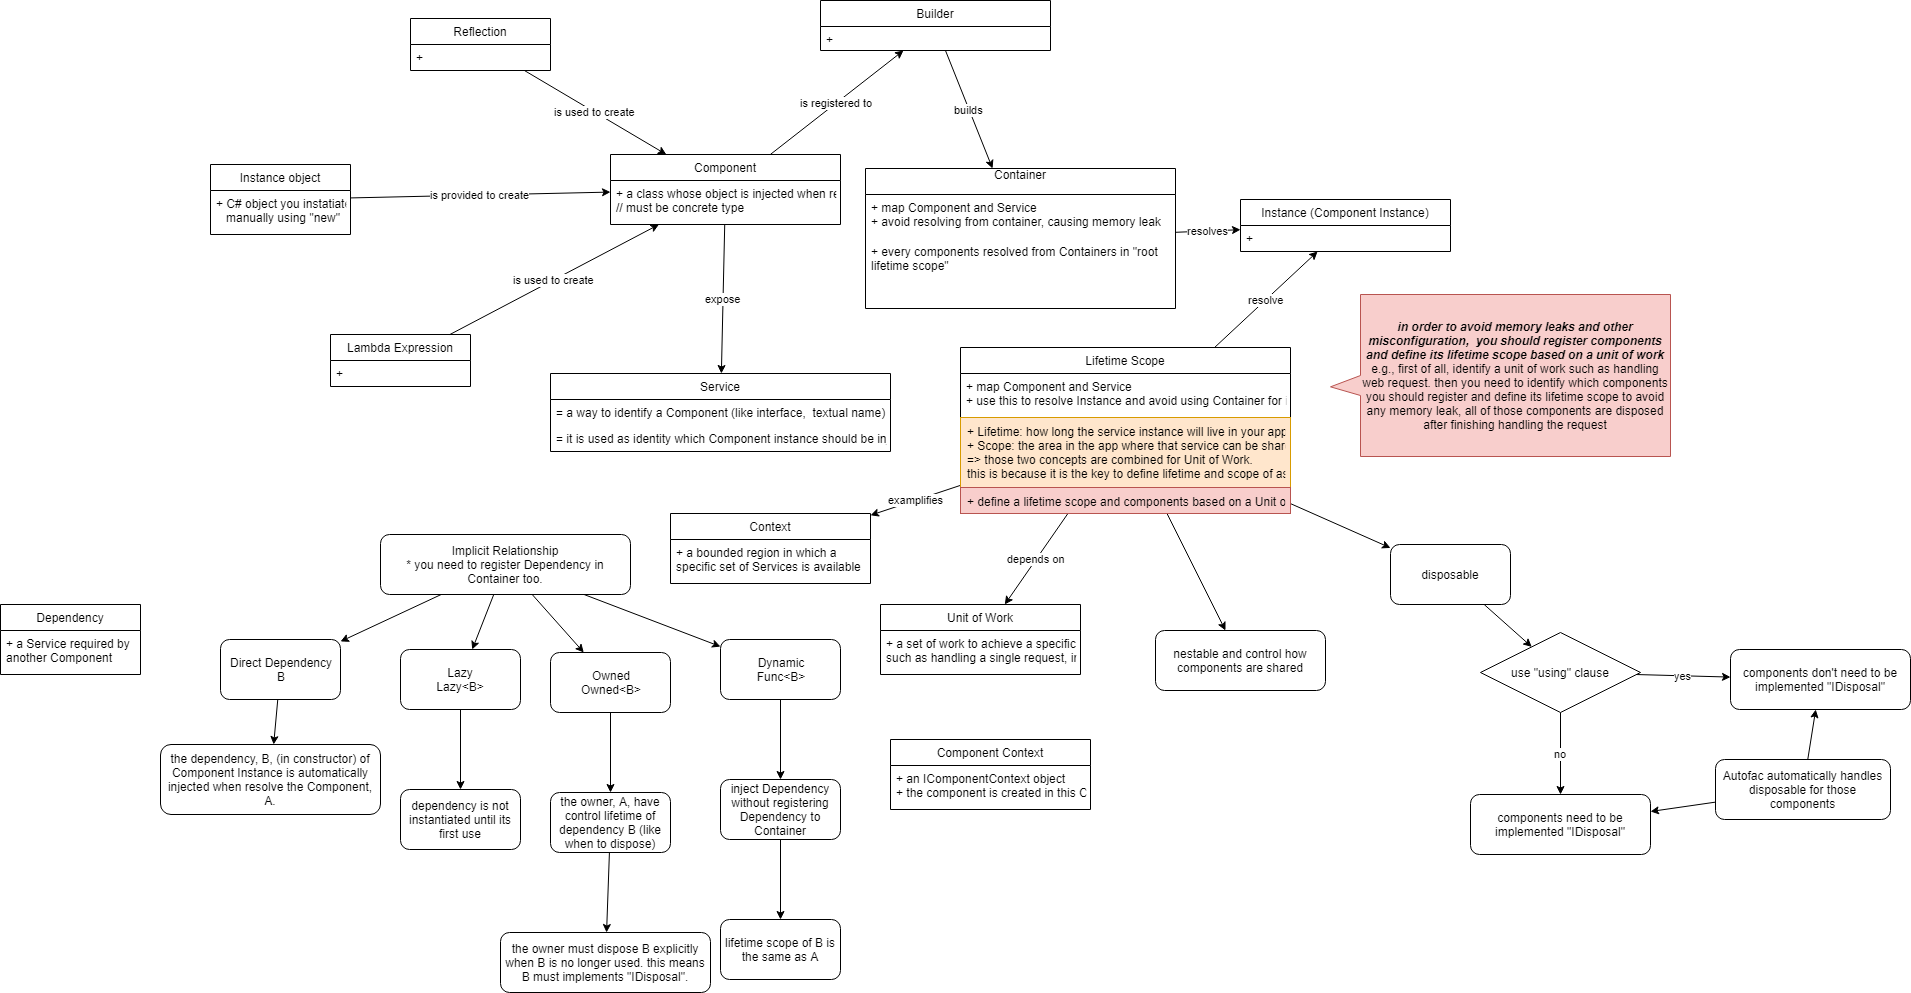 Builder
+
Reflection
+
is used to create
is registered to
builds
Instance object
+ C# object you
manually using "new"
is provided to create
Component
+ a class whose object is injected when
// must be concrete type
Container
+ map Component and Service
+ avoid resolving from container, causing memory leak
+ every components resolved from Containers in "root
lifetime scope"
resolves
Instance (Component Instance)
+
is used to create
expose
resolve
Lambda Expression
+
Service
= a way to identify a Component (like interface,  textual name)
= it is used as identity which Component instance should be in
Lifetime Scope
+ map Component and Service
+ use this to resolve Instance and avoid using Container for
+ Lifetime: how long the service instance will live in your app
+ Scope: the area in the app where that service can be
=> those two concepts are combined for Unit of Work.
this is because it is the key to define lifetime and scope of
+ define a lifetime scope and components based on a Unit
in order to avoid memory leaks and other
misconfiguration,  you should register components
and define its lifetime scope based on a unit of work
e.g., first of all, identify a unit of work such as handling
web request. then you need to identify which components
you should register and define its lifetime scope to avoid
any memory leak, all of those components are disposed
after finishing handling the request
examplifies
Context
+ a bounded region in which a
specific set of Services is available
depends on
Unit of Work
+ a set of work to achieve a specific
such as handling a single request,
nestable and control how
components are shared
disposable
use "using" clause
yes
components don't need to be
implemented "IDisposal"
no
components need to be
implemented "IDisposal"
Autofac automatically handles
disposable for those
components
Component Context
+ an IComponentContext object
+ the component is created in this C
Dependency
+ a Service required by
another Component
Implicit Relationship
* you need to register Dependency in
Container too.
Direct Dependency
B
Lazy
Lazy<B>
Owned
Owned<B>
Dynamic
Func<B>
the dependency, B, (in constructor) of
Component Instance is automatically
injected when resolve the Component,
A.
dependency is not
instantiated until its
first use
the owner, A, have
control lifetime of
dependency B (like
when to dispose)
inject Dependency
without registering
Dependency to
Container
the owner must dispose B explicitly
when B is no longer used. this means
B must implements "IDisposal".
lifetime scope of B is
the same as A